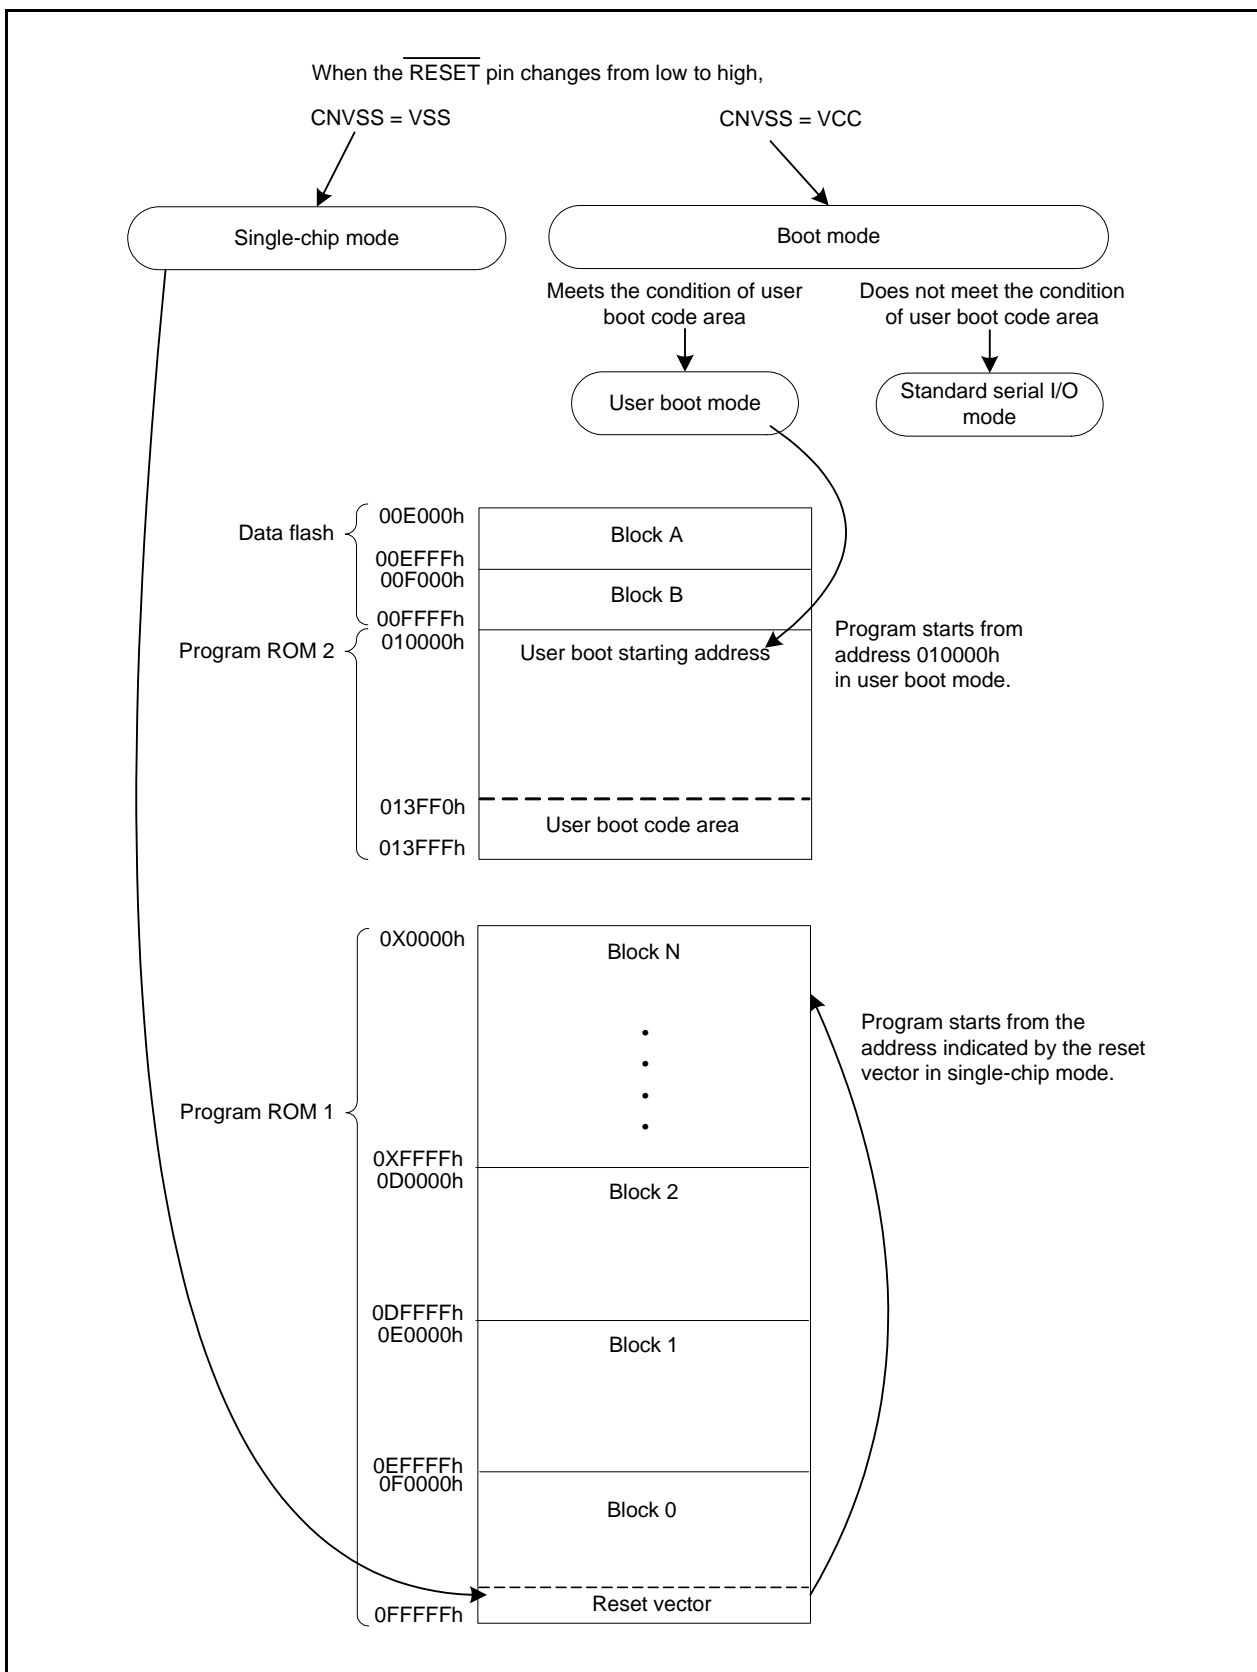 When the RESET pin changes from low to high,
CNVSS = VSS
CNVSS = VCC
Single-chip mode
Boot mode
Meets the condition of user
boot code area
Does not meet the condition
of user boot code area
User boot mode
Standard serial I/O
mode
Data flash
00E000h
Block A
00EFFFh
00F000h
Block B
00FFFFh
Program ROM 2
010000h
User boot starting address
Program starts from
address 010000h
in user boot mode.
013FF0h
User boot code area
013FFFh
0X0000h
Block N
Program starts from the
address indicated by the reset
vector in single-chip mode.
Program ROM 1
0XFFFFh
0D0000h
Block 2
0DFFFFh
0E0000h
Block 1
0EFFFFh
0F0000h
Block 0
Reset vector
0FFFFFh